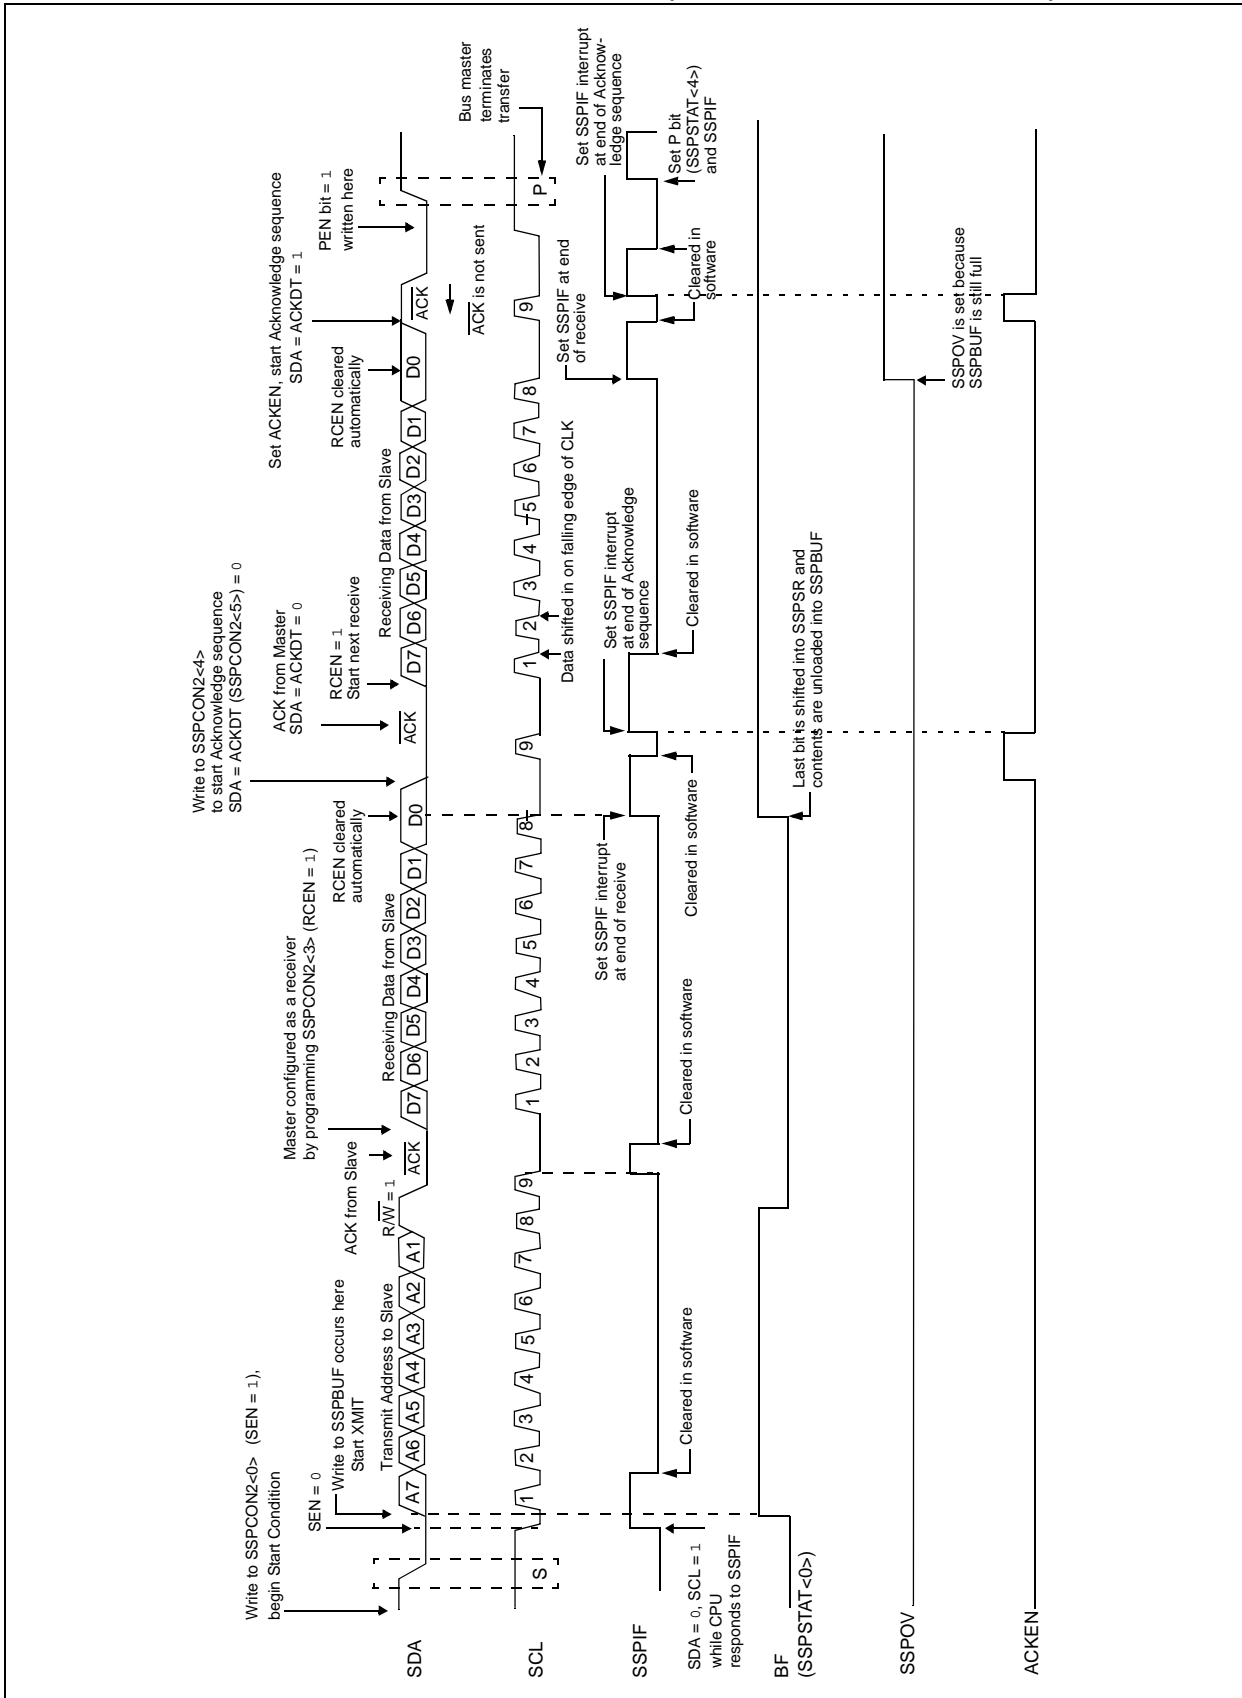 Write to SSPCON2<4>
to start Acknowledge sequence
SDA = ACKDT (SSPCON2<5>) = 0
Set ACKEN, start Acknowledge sequence
SDA = ACKDT = 1
Write to SSPCON2<0> (SEN = 1),
begin Start Condition
Master configured as a receiver
by programming SSPCON2<3> (RCEN = 1)
ACK from Master
SDA = ACKDT = 0
PEN bit = 1
written here
SEN = 0
Write to SSPBUF occurs here
Start XMIT
ACK from Slave
RCEN cleared
automatically
RCEN = 1
Start next receive
RCEN cleared
automatically
Transmit Address to Slave
R/W = 1
Receiving Data from Slave
Receiving Data from Slave
SDA
A7 A6 A5 A4 A3 A2 A1
ACK
D7 D6 D5 D4 D3 D2 D1 D0
ACK
D7 D6 D5 D4 D3 D2 D1 D0
ACK
ACK is not sent
Bus master
terminates
transfer
SCL
S
1 2 3 4 5 6 7 8 9
1 2 3 4 5 6 7 8
9
1 2 3 4 5 6 7 8
9
P
Data shifted in on falling edge of CLK
Set SSPIF interrupt
at end of receive
Set SSPIF interrupt
at end of Acknowledge
sequence
Set SSPIF at end
of receive
Set SSPIF interrupt
at end of Acknow-
ledge sequence
SSPIF
Set P bit
(SSPSTAT<4>)
and SSPIF
SDA = 0, SCL = 1
while CPU
responds to SSPIF
Cleared in software
Cleared in software
Cleared in software
Cleared in software
Cleared in
software
BF
(SSPSTAT<0>)
Last bit is shifted into SSPSR and
contents are unloaded into SSPBUF
SSPOV
SSPOV is set because
SSPBUF is still full
ACKEN